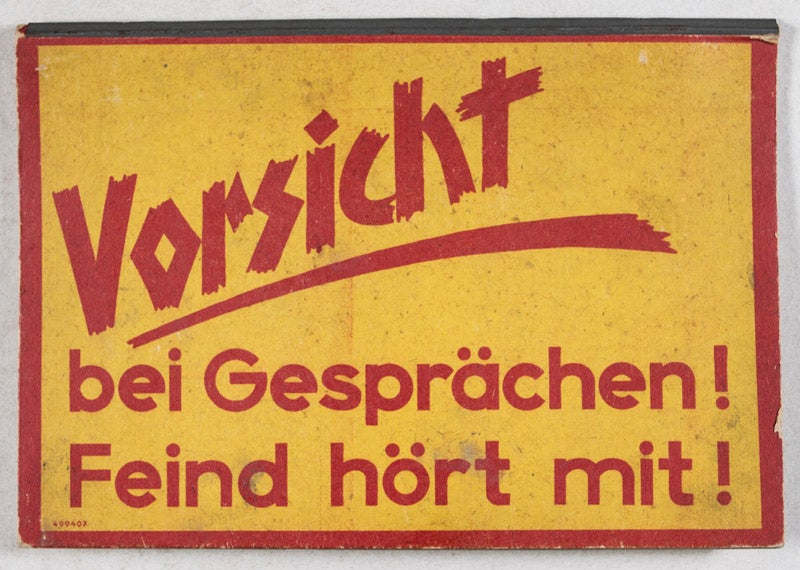 Vorsicht
bei Gesprächen!
Feind hört mit!
499407